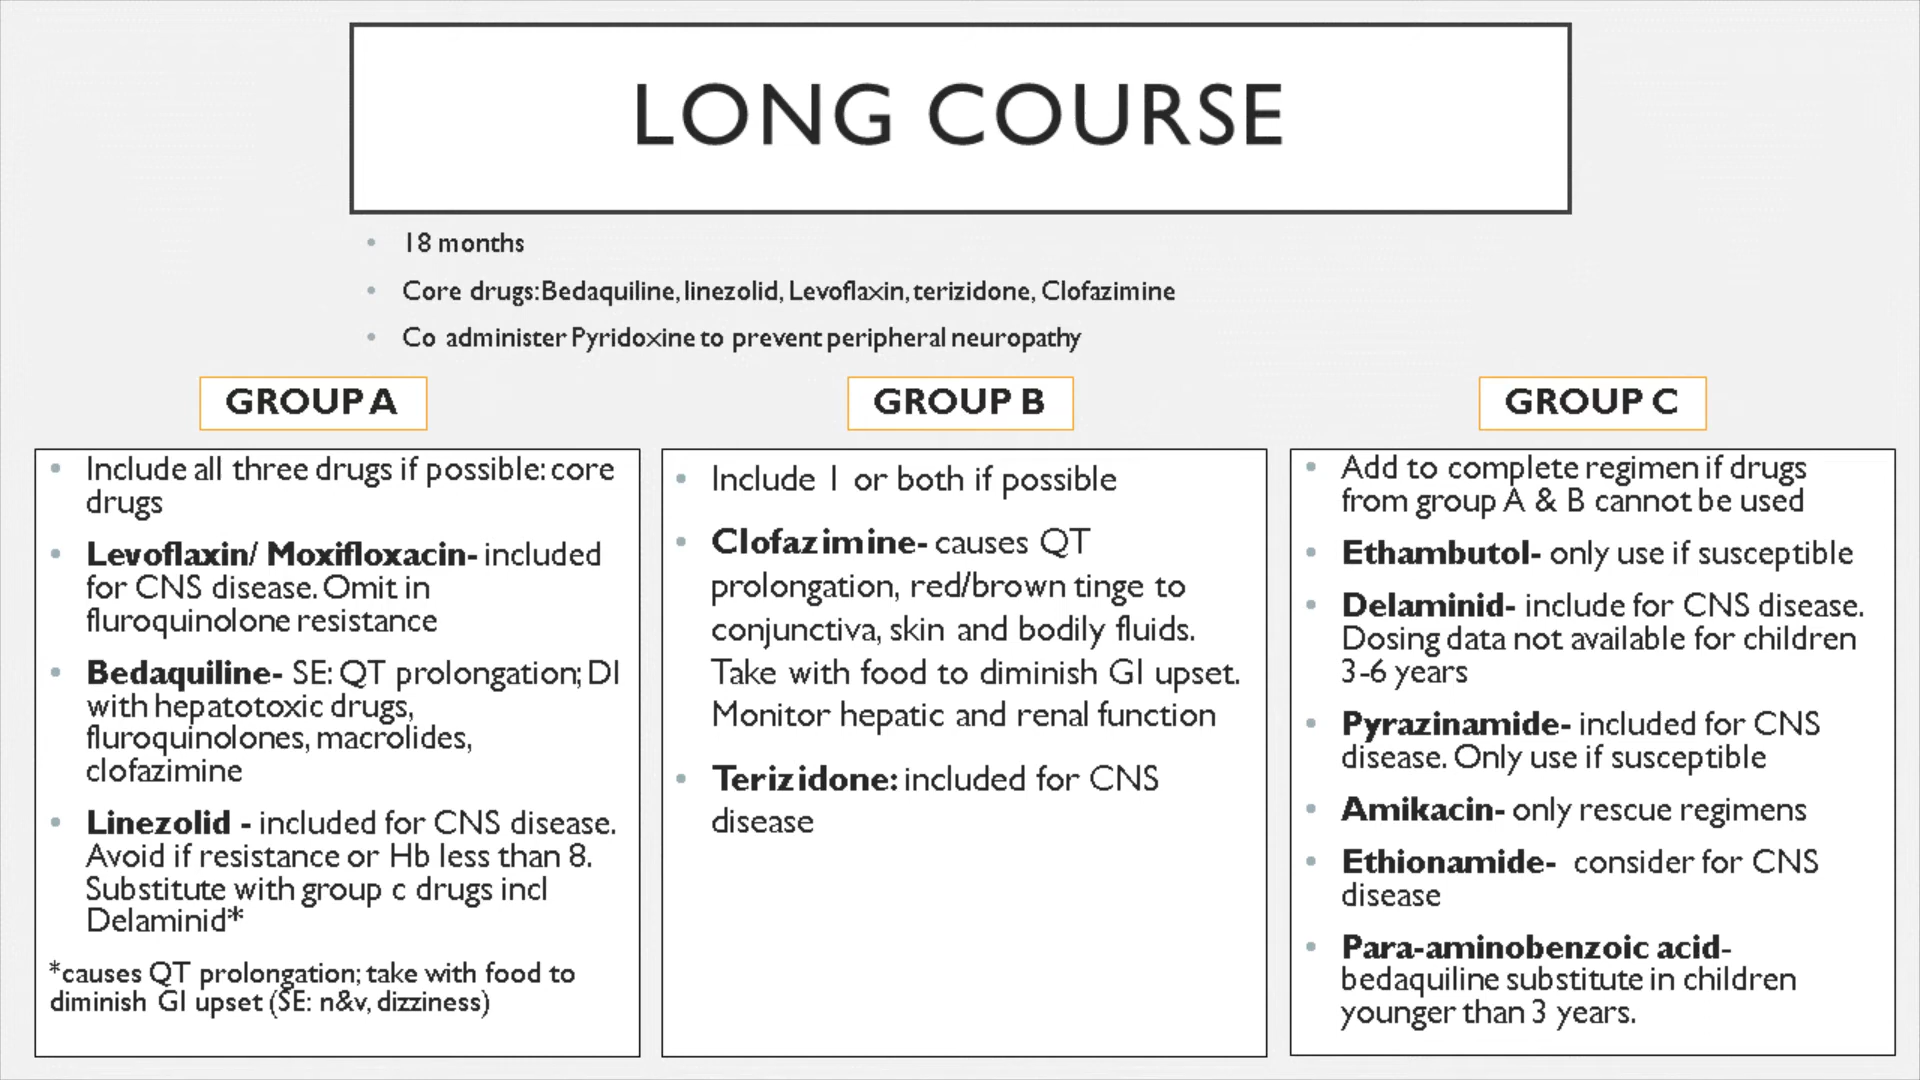 LONG COURSE
18 months
Core drugs:Bedaquiline, linezolid, Levoflaxin, terizidone, Clofazimine
Co administer Pyridoxine to prevent peripheral neuropathy
GROUP A
Include all three drugs if possible: core
drugs
Levoflaxin/ Moxifloxacin- included
for CNS disease. Omit in
fluroquinolone resistance
Bedaquiline- SE: QT prolongation; DI
with hepatotoxic drugs,
fluroquinolones, macrolides,
clofazimine
Linezolid - included for CNS disease.
Avoid if resistance or Hb less than 8.
Substitute with group c drugs incl
Delaminid*
*causes QT prolongation; take with food to
diminish GI upset (SE: n&v, dizziness)
GROUP B
Include 1 or both if possible
Clofazimine- causes QT
prolongation, red/brown tinge to
conjunctiva, skin and bodily fluids.
Take with food to diminish GI upset.
Monitor hepatic and renal function
Terizidone: included for CNS
disease
GROUP C
Add to complete regimen if drugs
from group A & B cannot be used
Ethambutol- only use if susceptible
Delaminid- include for CNS disease.
Dosing data not available for children
3-6 years
Pyrazinamide- included for CNS
disease. Only use if susceptible
Amikacin- only rescue regimens
Ethionamide- consider for CNS
disease
Para-aminobenzoic acid-
bedaquiline substitute in children
younger than 3 years.